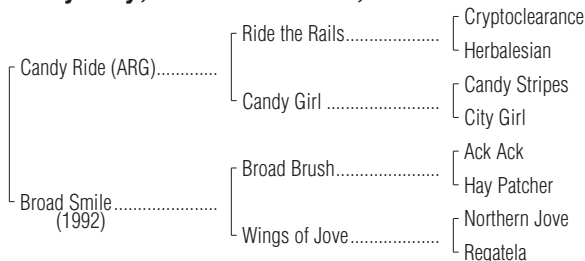 Cryptoclearance
Ride the Rails
Herbalesian
Candy Ride (ARG)
Candy Stripes
Candy Girl
City Girl
Ack Ack
Broad Brush
Hay Patcher
Broad Smile
(1992)
Northern Jove
Wings of Jove
Regatela